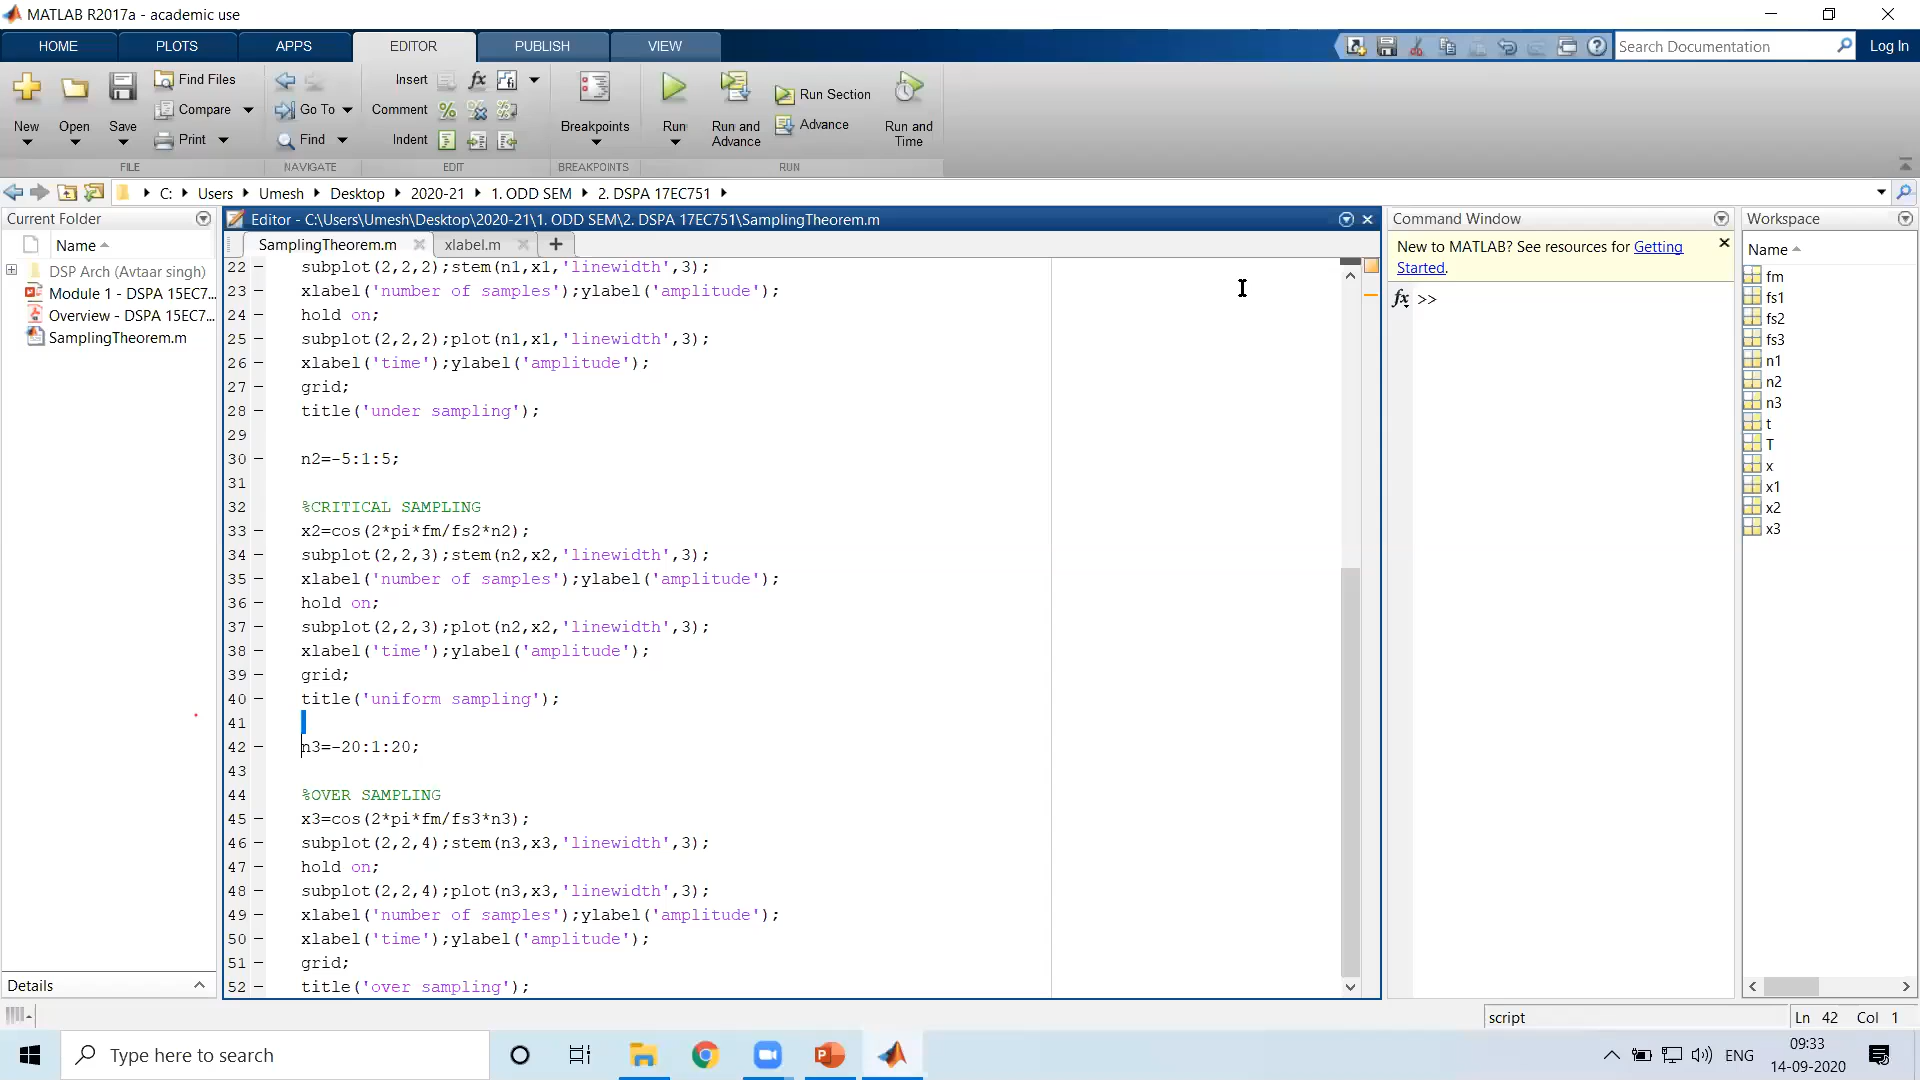 MATLAB R2017a - academic use
HOME PLOTS APPS EDITOR PUBLISH VIEW
Search Documentation
Log In
New
Open
Save
Find Files
Compare
Print
FILE
Go To
Find
NAVIGATE
Insert
Comment
Indent
EDIT
Breakpoints
BREAKPOINTS
Run
Run and Advance
Run Section
Advance
Run and Time
RUN
C: Users Umesh Desktop 2020-21 1. ODD SEM 2. DSPA 17EC751
Current Folder
Name
DSP Arch (Avtaar singh)
Module 1 - DSPA 15EC7...
Overview - DSPA 15EC7...
SamplingTheorem.m
Details
Editor - C:\Users\Umesh\Desktop\2020-21\1. ODD SEM\2. DSPA 17EC751\SamplingTheorem.m
SamplingTheorem.m xlabel.m
22 - subplot(2,2,2);stem(n1,x1,'linewidth',3);
23 - xlabel('number of samples');ylabel('amplitude');
24 - hold on;
25 - subplot(2,2,2);plot(n1,x1,'linewidth',3);
26 - xlabel('time');ylabel('amplitude');
27 - grid;
28 - title('under sampling');
29
30 - n2=-5:1:5;
31
32 %CRITICAL SAMPLING
33 - x2=cos(2*pi*fm/fs2*n2);
34 - subplot(2,2,3);stem(n2,x2,'linewidth',3);
35 - xlabel('number of samples');ylabel('amplitude');
36 - hold on;
37 - subplot(2,2,3);plot(n2,x2,'linewidth',3);
38 - xlabel('time');ylabel('amplitude');
39 - grid;
40 - title('uniform sampling');
41
42 - n3=-20:1:20;
43
44 %OVER SAMPLING
45 - x3=cos(2*pi*fm/fs3*n3);
46 - subplot(2,2,4);stem(n3,x3,'linewidth',3);
47 - hold on;
48 - subplot(2,2,4);plot(n3,x3,'linewidth',3);
49 - xlabel('number of samples');ylabel('amplitude');
50 - xlabel('time');ylabel('amplitude');
51 - grid;
52 - title('over sampling');
Command Window
New to MATLAB? See resources for Getting
Started.
fx >>
Workspace
Name
fm
fs1
fs2
fs3
n1
n2
n3
t
T
x
x1
x2
x3
script
Ln 42 Col 1
Type here to search
ENG
09:33
14-09-2020